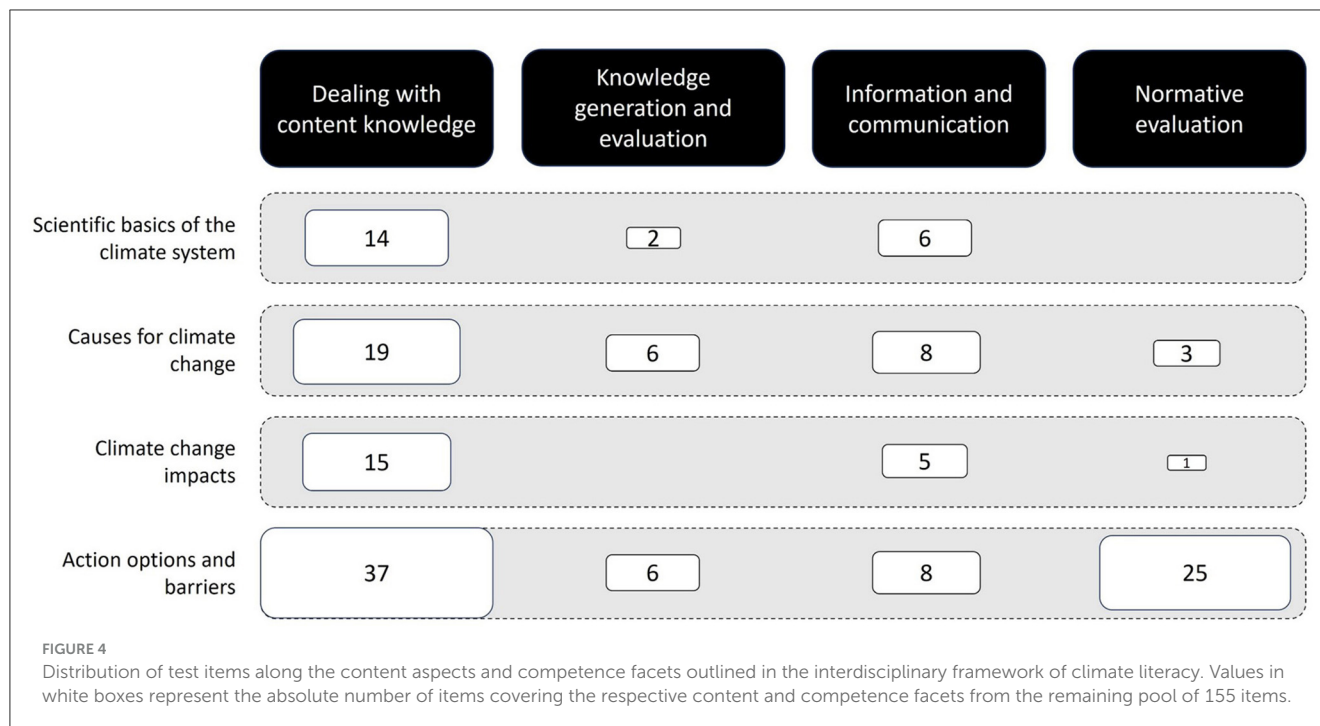 Dealing with
content knowledge
Knowledge
generation and
evaluation
Information and
communication
Normative
evaluation
Scientific basics of the
climate system
14
2
6
Causes for climate
change
19
6
8
3
Climate change
impacts
15
5
1
Action options and
barriers
37
6
8
25
FIGURE 4
Distribution of test items along the content aspects and competence facets outlined in the interdisciplinary framework of climate literacy. Values in
white boxes represent the absolute number of items covering the respective content and competence facets from the remaining pool of 155 items.